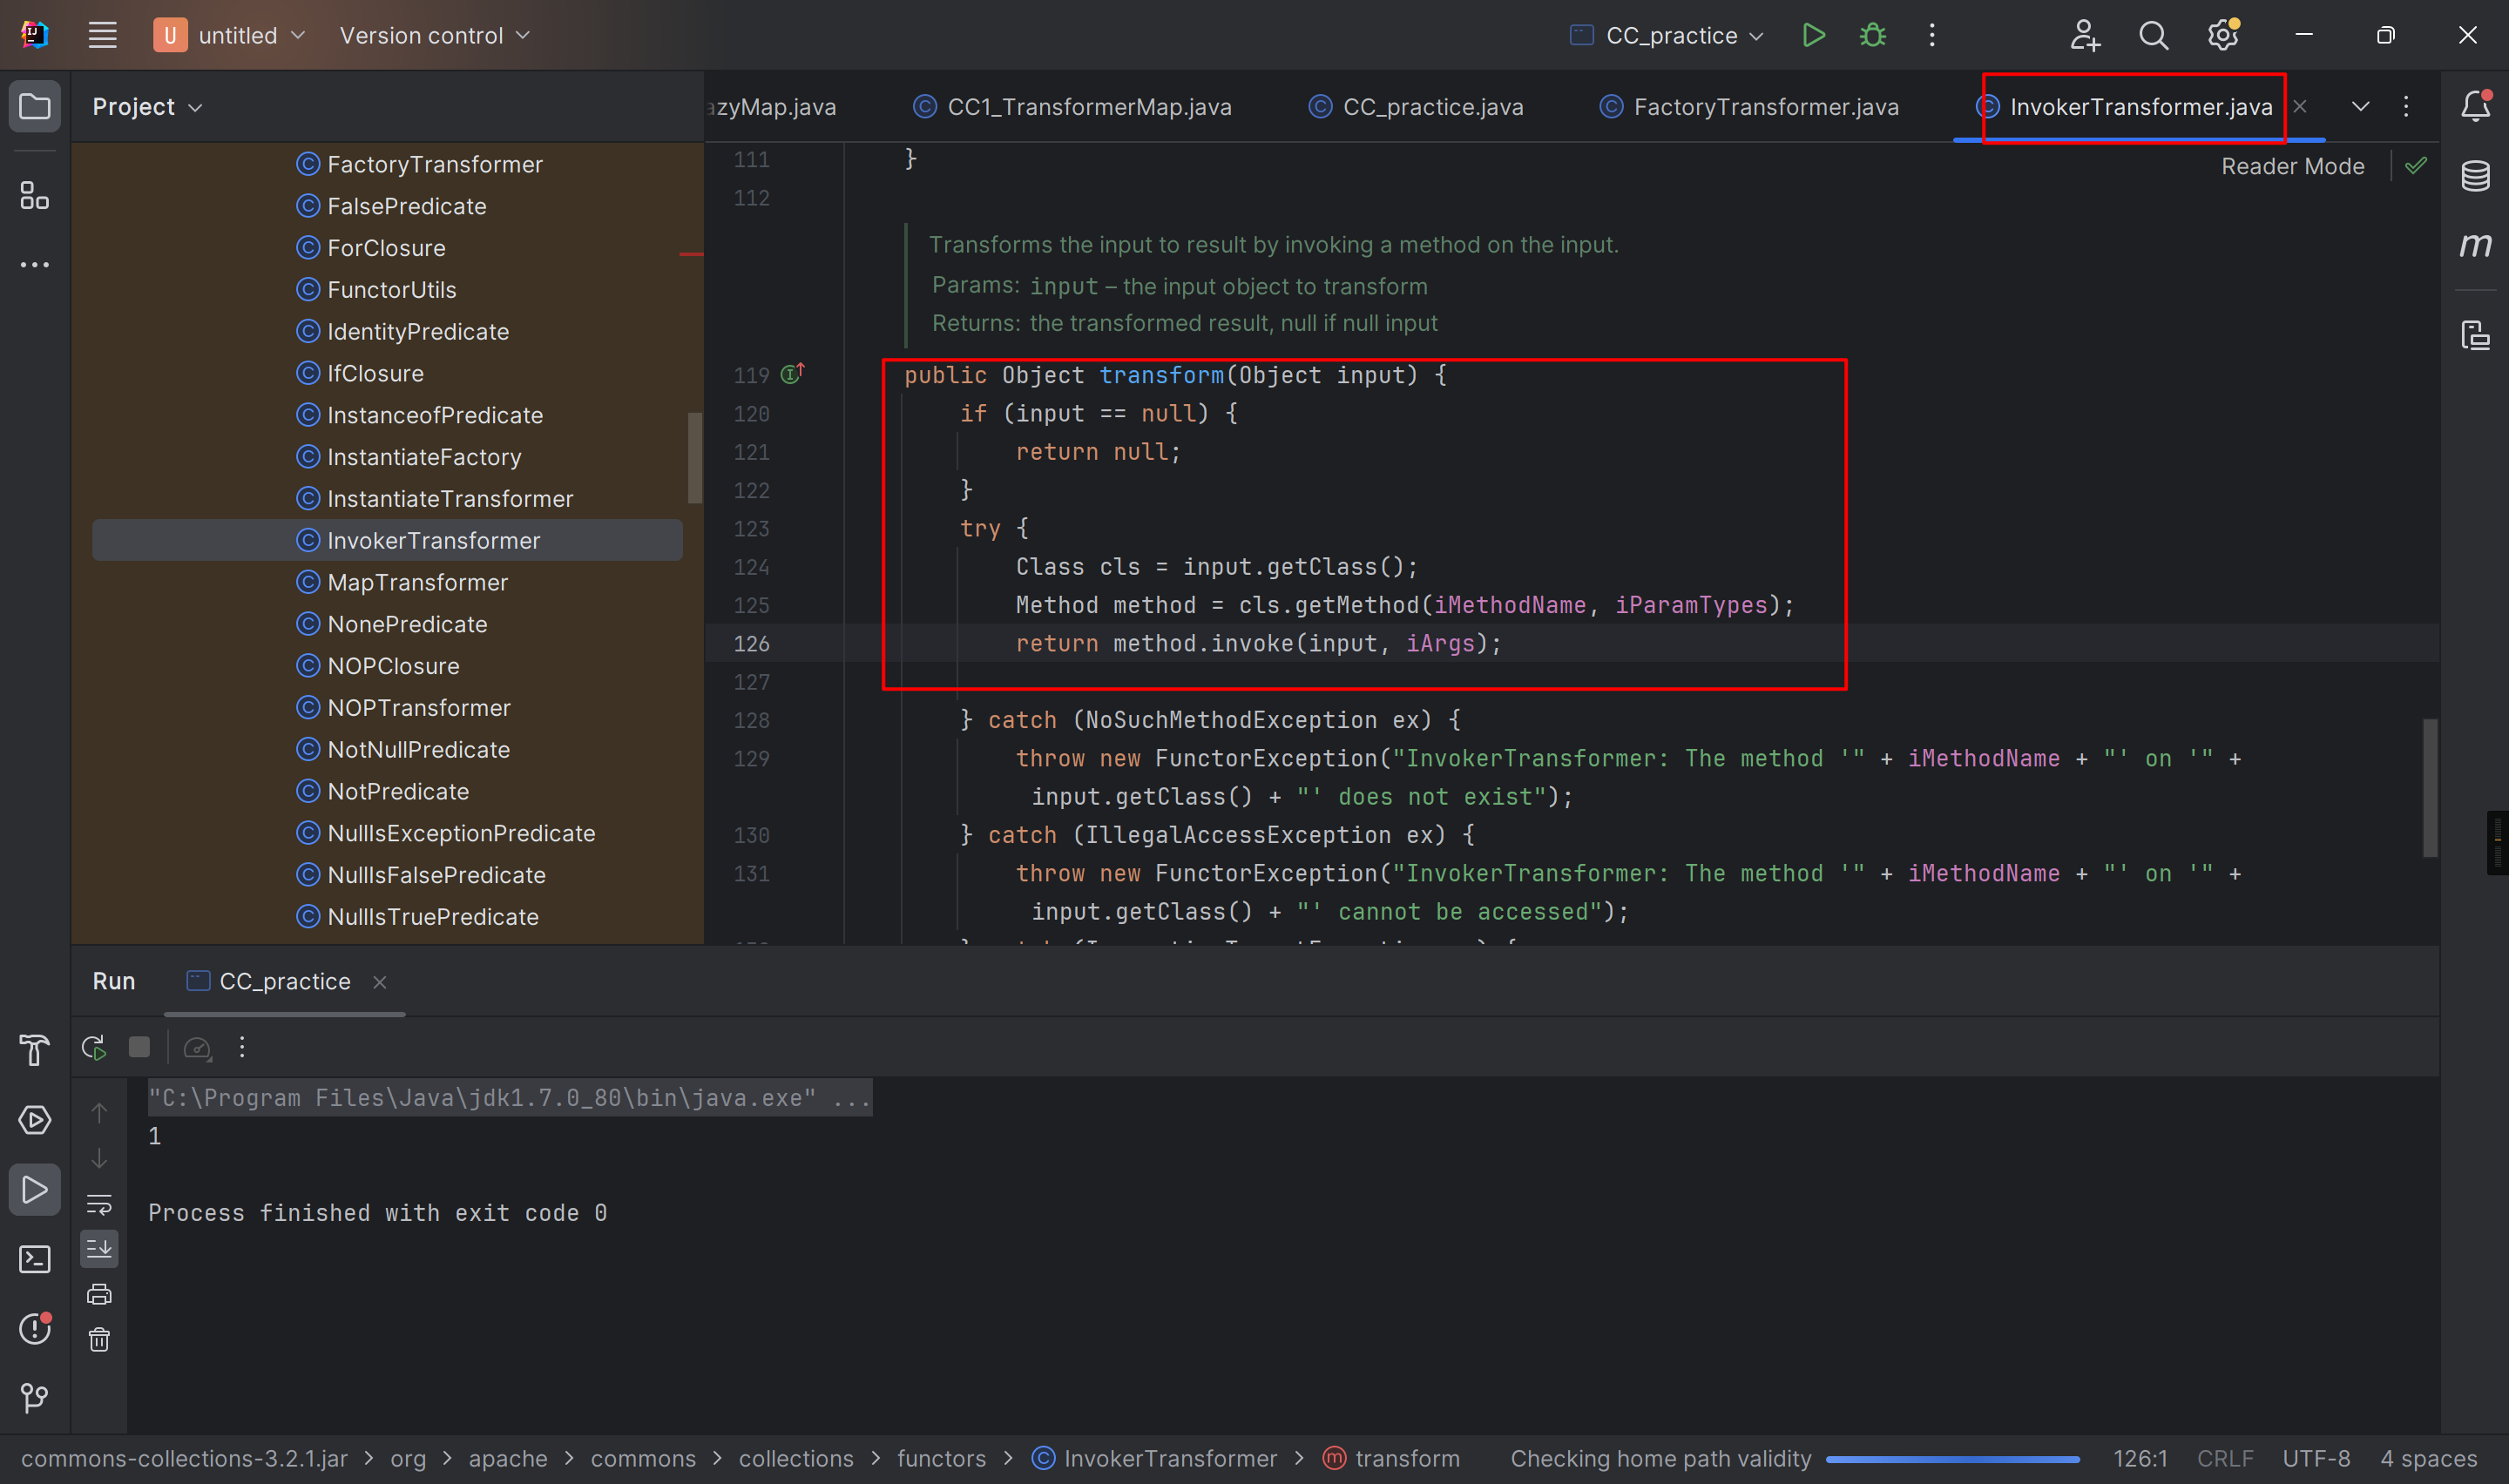 U untitled Version control CC_practice
Project
azyMap.java CC1_TransformerMap.java CC_practice.java FactoryTransformer.java InvokerTransformer.java
Reader Mode
FactoryTransformer
FalsePredicate
ForClosure
FunctorUtils
IdentityPredicate
IfClosure
InstanceofPredicate
InstantiateFactory
InstantiateTransformer
InvokerTransformer
MapTransformer
NonePredicate
NOPClosure
NOPTransformer
NotNullPredicate
NotPredicate
NullIsExceptionPredicate
NullIsFalsePredicate
NullIsTruePredicate
111 }
112
Transforms the input to result by invoking a method on the input.
Params: input – the input object to transform
Returns: the transformed result, null if null input
119 public Object transform(Object input) {
120 if (input == null) {
121 return null;
122 }
123 try {
124 Class cls = input.getClass();
125 Method method = cls.getMethod(iMethodName, iParamTypes);
126 return method.invoke(input, iArgs);
127
128 } catch (NoSuchMethodException ex) {
129 throw new FunctorException("InvokerTransformer: The method '" + iMethodName + "' on '" +
input.getClass() + "' does not exist");
130 } catch (IllegalAccessException ex) {
131 throw new FunctorException("InvokerTransformer: The method '" + iMethodName + "' on '" +
input.getClass() + "' cannot be accessed");
Run CC_practice
"C:\Program Files\Java\jdk1.7.0_80\bin\java.exe" ...
1
Process finished with exit code 0
commons-collections-3.2.1.jar > org > apache > commons > collections > functors > InvokerTransformer > transform Checking home path validity 126:1 CRLF UTF-8 4 spaces